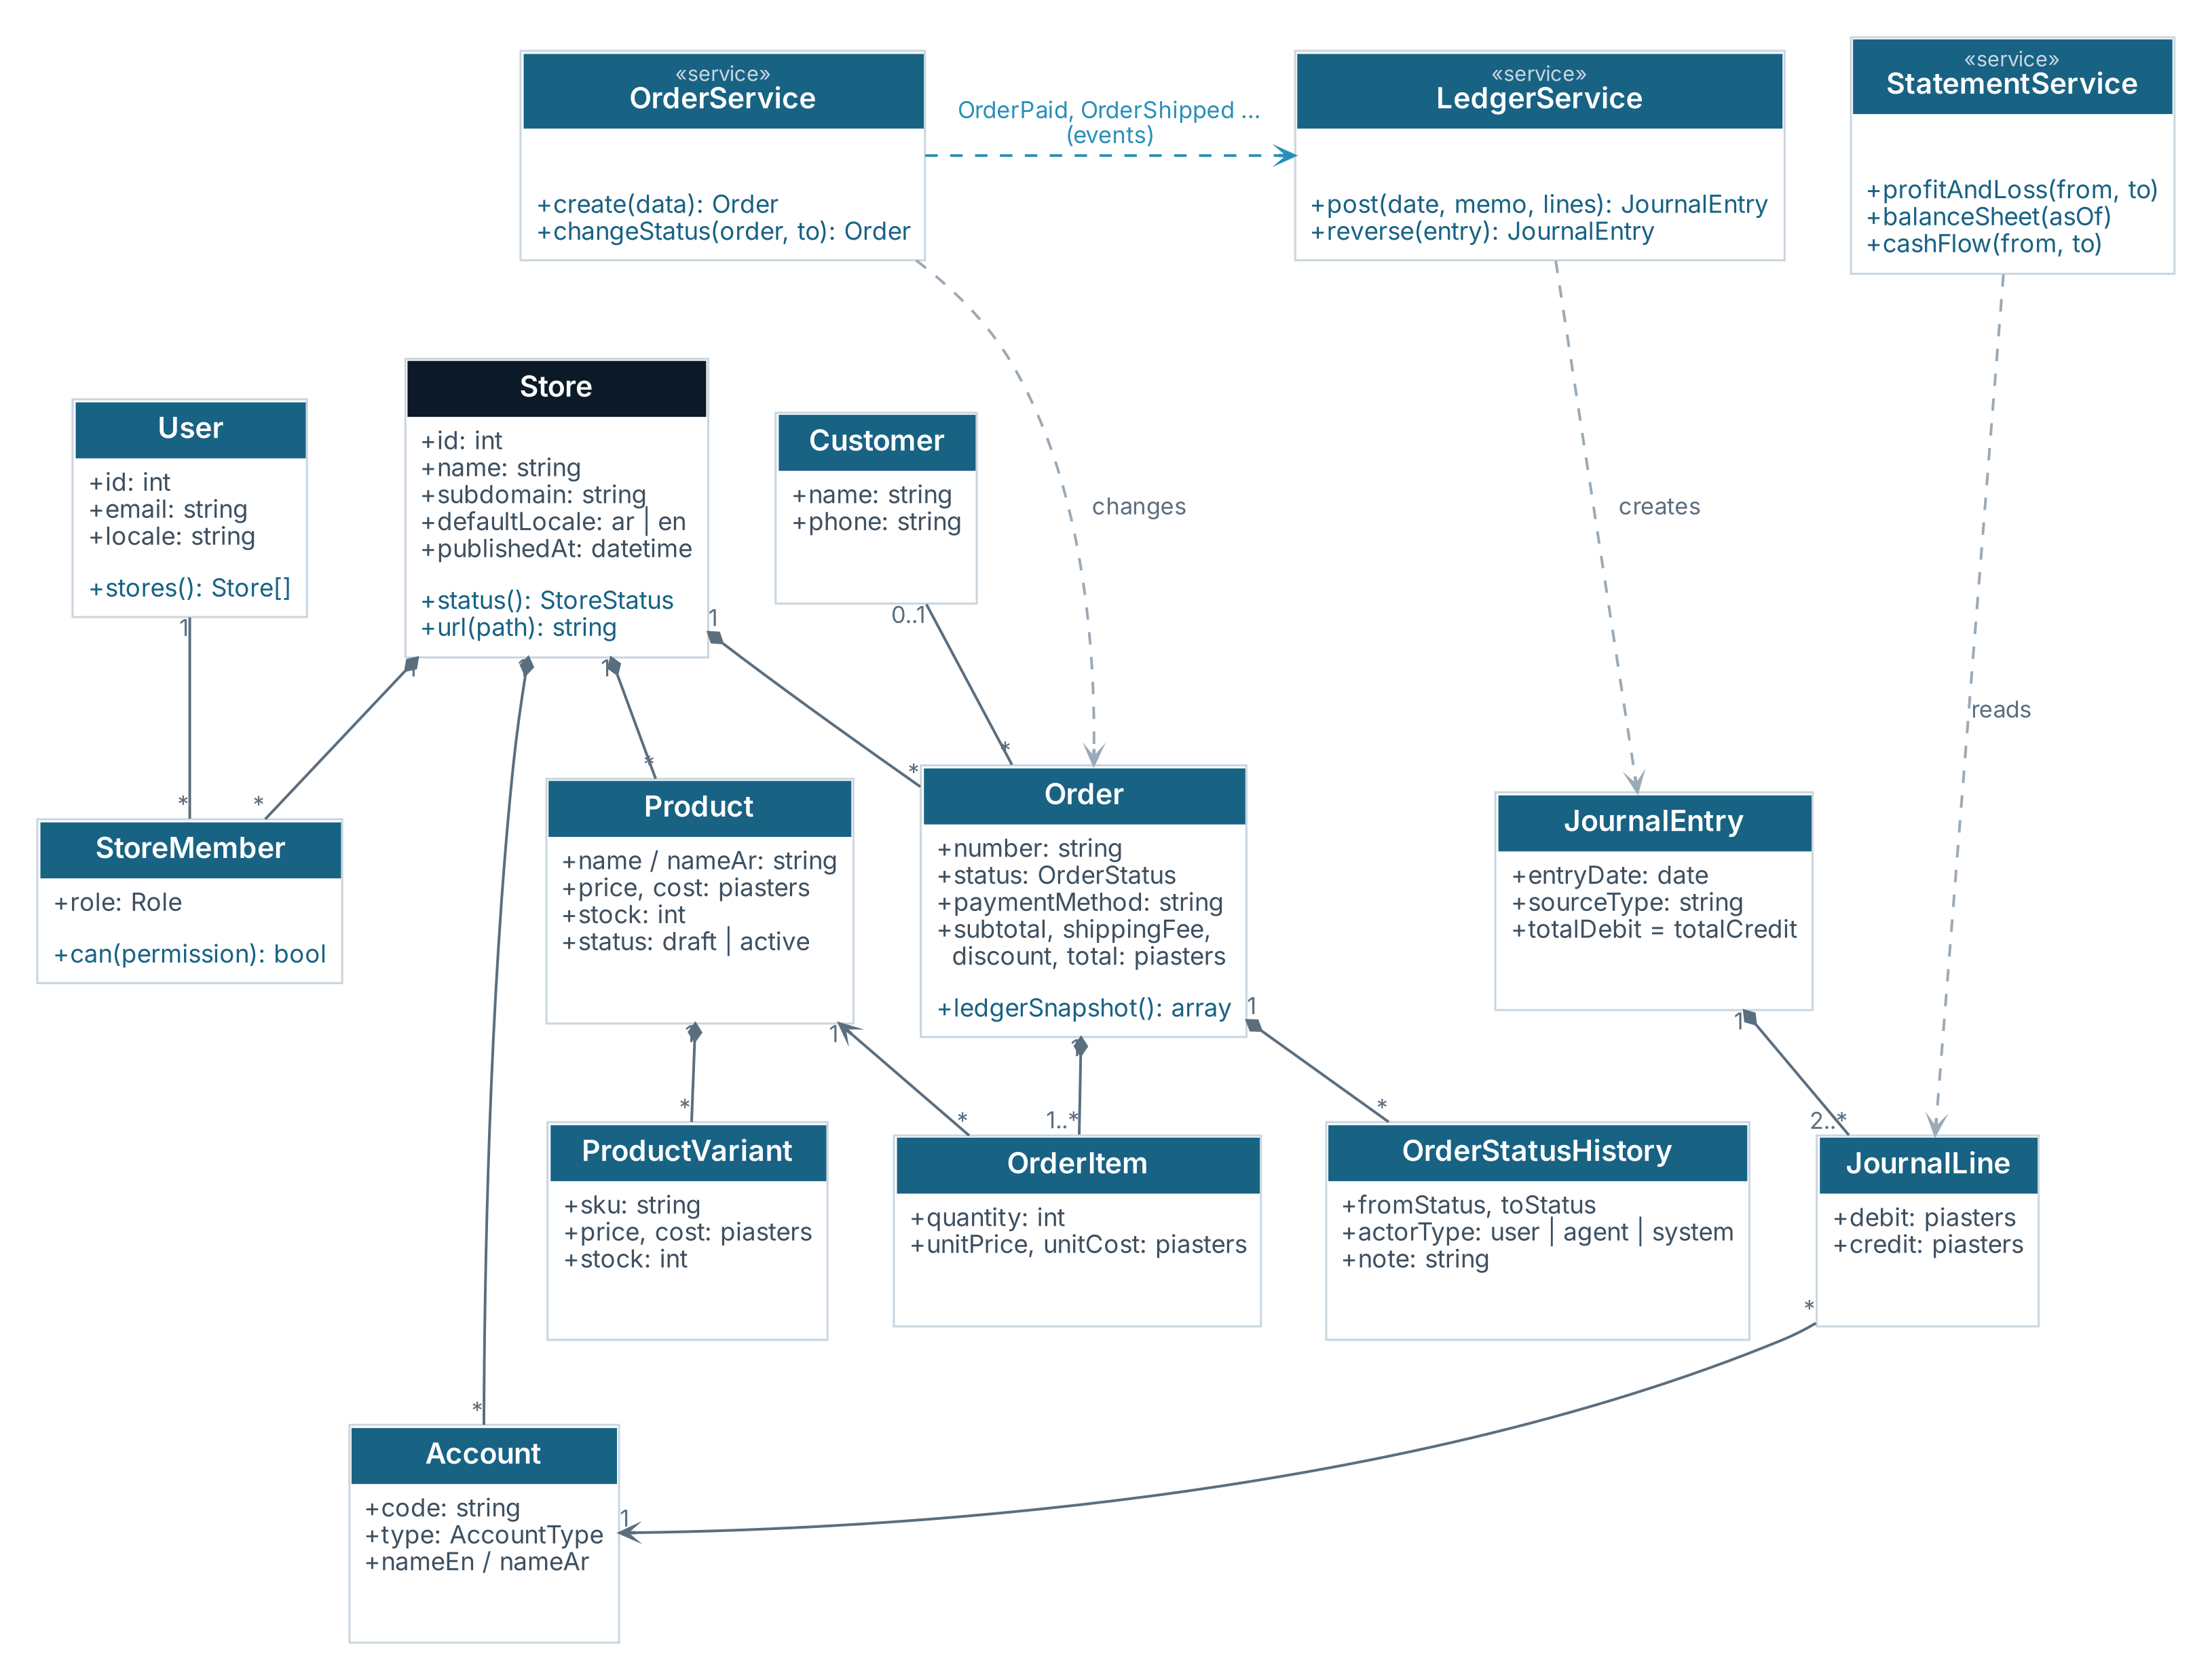 «service»
OrderService
+create(data): Order
+changeStatus(order, to): Order
OrderPaid, OrderShipped ...
(events)
«service»
LedgerService
+post(date, memo, lines): JournalEntry
+reverse(entry): JournalEntry
«service»
StatementService
+profitAndLoss(from, to)
+balanceSheet(asOf)
+cashFlow(from, to)
User
+id: int
+email: string
+locale: string
+stores(): Store[]
1
*
Store
+id: int
+name: string
+subdomain: string
+defaultLocale: ar | en
+publishedAt: datetime
+status(): StoreStatus
+url(path): string
1
*
1
*
1
*
*
Customer
+name: string
+phone: string
0..1
*
changes
creates
reads
StoreMember
+role: Role
+can(permission): bool
Product
+name / nameAr: string
+price, cost: piasters
+stock: int
+status: draft | active
1
*
1
*
Order
+number: string
+status: OrderStatus
+paymentMethod: string
+subtotal, shippingFee,
discount, total: piasters
+ledgerSnapshot(): array
1
1..*
1
*
JournalEntry
+entryDate: date
+sourceType: string
+totalDebit = totalCredit
1
2..*
ProductVariant
+sku: string
+price, cost: piasters
+stock: int
OrderItem
+quantity: int
+unitPrice, unitCost: piasters
OrderStatusHistory
+fromStatus, toStatus
+actorType: user | agent | system
+note: string
JournalLine
+debit: piasters
+credit: piasters
*
1
Account
+code: string
+type: AccountType
+nameEn / nameAr